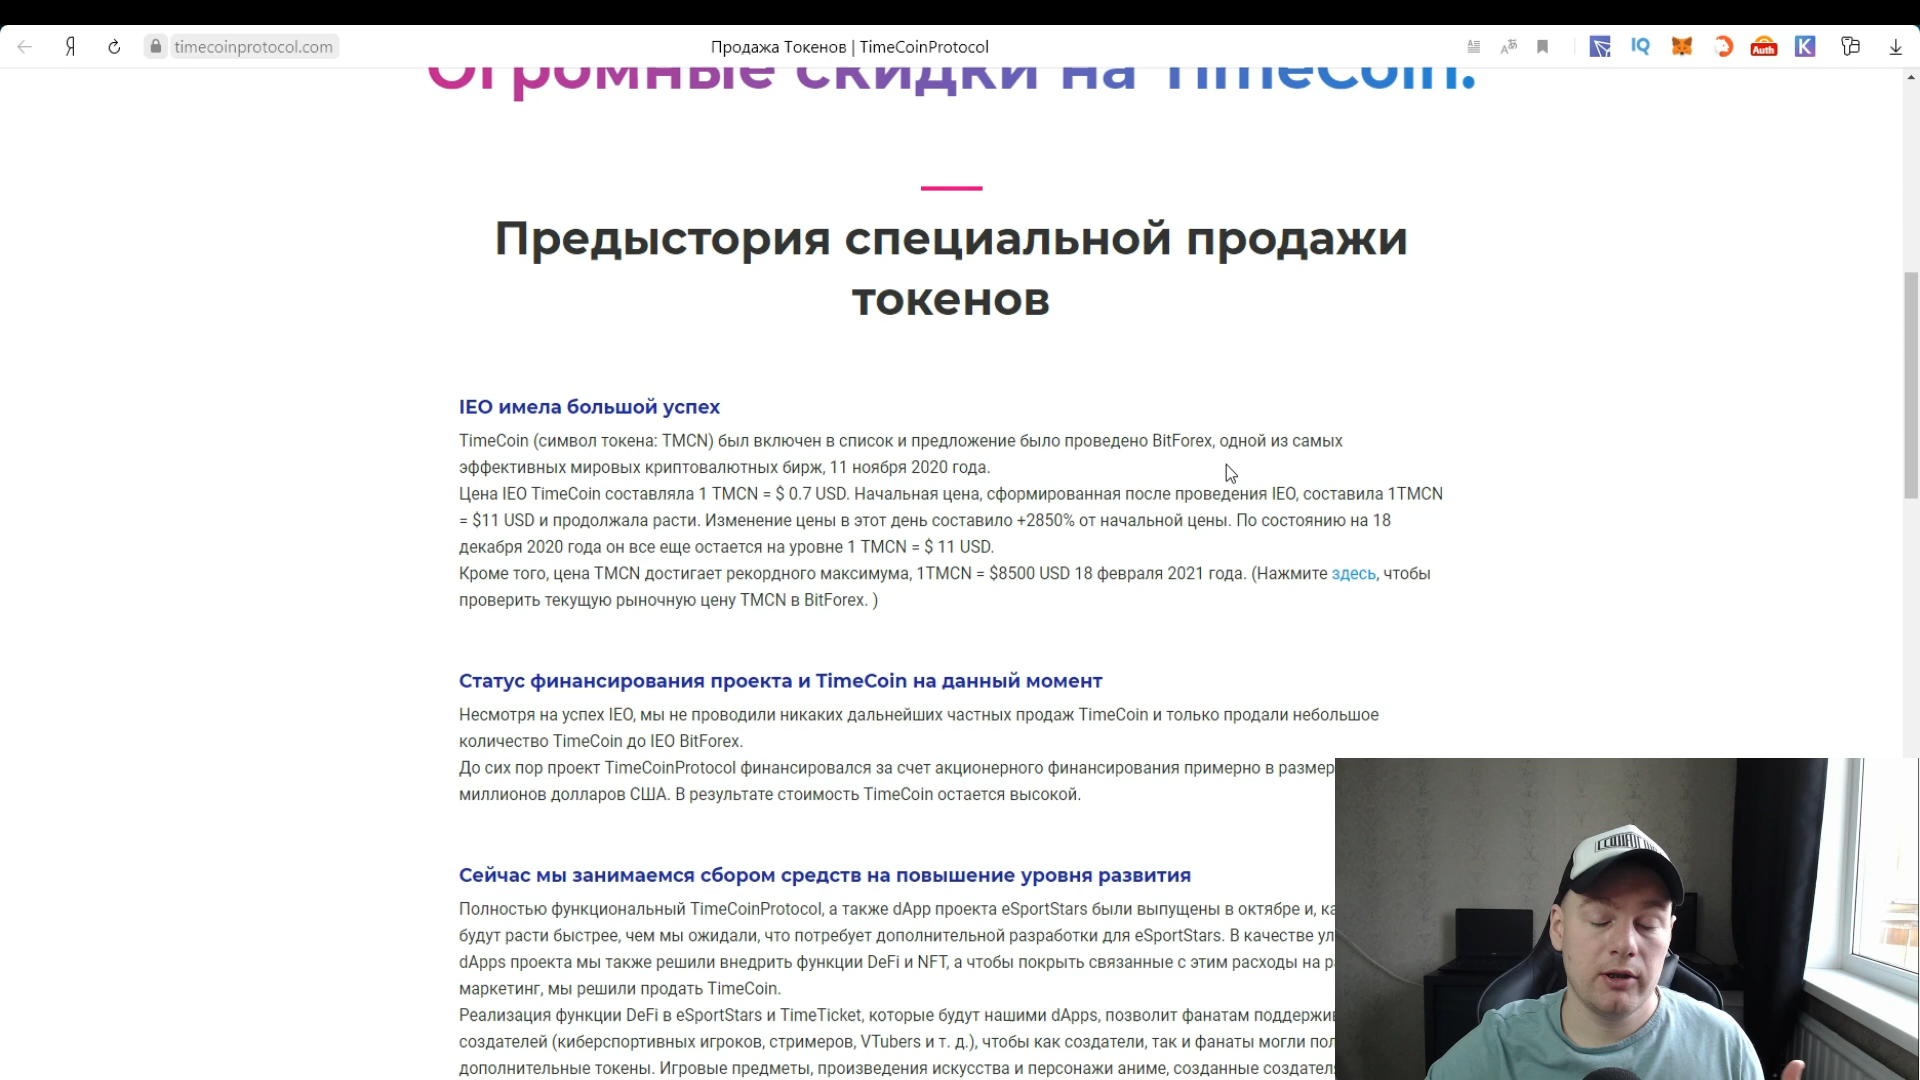 timecoinprotocol.com
Продажа Токенов | TimeCoinProtocol
Auth
Огромные скидки на TimeCoin.
Предыстория специальной продажи
токенов
IEO имела большой успех
TimeCoin (символ токена: TMCN) был включен в список и предложение было проведено BitForex, одной из самых
эффективных мировых криптовалютных бирж, 11 ноября 2020 года.
Цена IEO TimeCoin составляла 1 TMCN = $ 0.7 USD. Начальная цена, сформированная после проведения IEO, составила 1TMCN
= $11 USD и продолжала расти. Изменение цены в этот день составило +2850% от начальной цены. По состоянию на 18
декабря 2020 года он все еще остается на уровне 1 TMCN = $ 11 USD.
Кроме того, цена TMCN достигает рекордного максимума, 1TMCN = $8500 USD 18 февраля 2021 года. (Нажмите здесь, чтобы
проверить текущую рыночную цену TMCN в BitForex. )
Статус финансирования проекта и TimeCoin на данный момент
Несмотря на успех IEO, мы не проводили никаких дальнейших частных продаж TimeCoin и только продали небольшое
количество TimeCoin до IEO BitForex.
До сих пор проект TimeCoinProtocol финансировался за счет акционерного финансирования примерно в размер
миллионов долларов США. В результате стоимость TimeCoin остается высокой.
Сейчас мы занимаемся сбором средств на повышение уровня развития
Полностью функциональный TimeCoinProtocol, а также dApp проекта eSportStars были выпущены в октябре и, ка
будут расти быстрее, чем мы ожидали, что потребует дополнительной разработки для eSportStars. В качестве ул
dApps проекта мы также решили внедрить функции DeFi и NFT, а чтобы покрыть связанные с этим расходы на р
маркетинг, мы решили продать TimeCoin.
Реализация функции DeFi в eSportStars и TimeTicket, которые будут нашими dApps, позволит фанатам поддержи
создателей (киберспортивных игроков, стримеров, VTubers и т. д.), чтобы как создатели, так и фанаты могли пол
дополнительные токены. Игровые предметы, произведения искусства и персонажи аниме, созданные создател